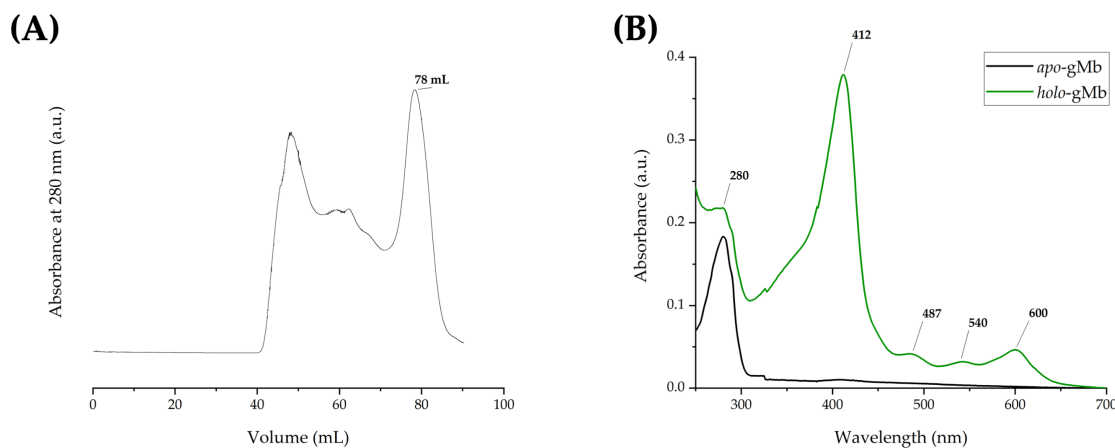 (A)
78 mL
Absorbance at 280 nm (a.u.)
0
20
40
60
80
100
Volume (mL)
(B)
412
apo-gMb
holo-gMb
0.4
0.3
0.2
0.1
0.0
280
487
540
600
Absorbance (a.u.)
300
400
500
600
700
Wavelength (nm)